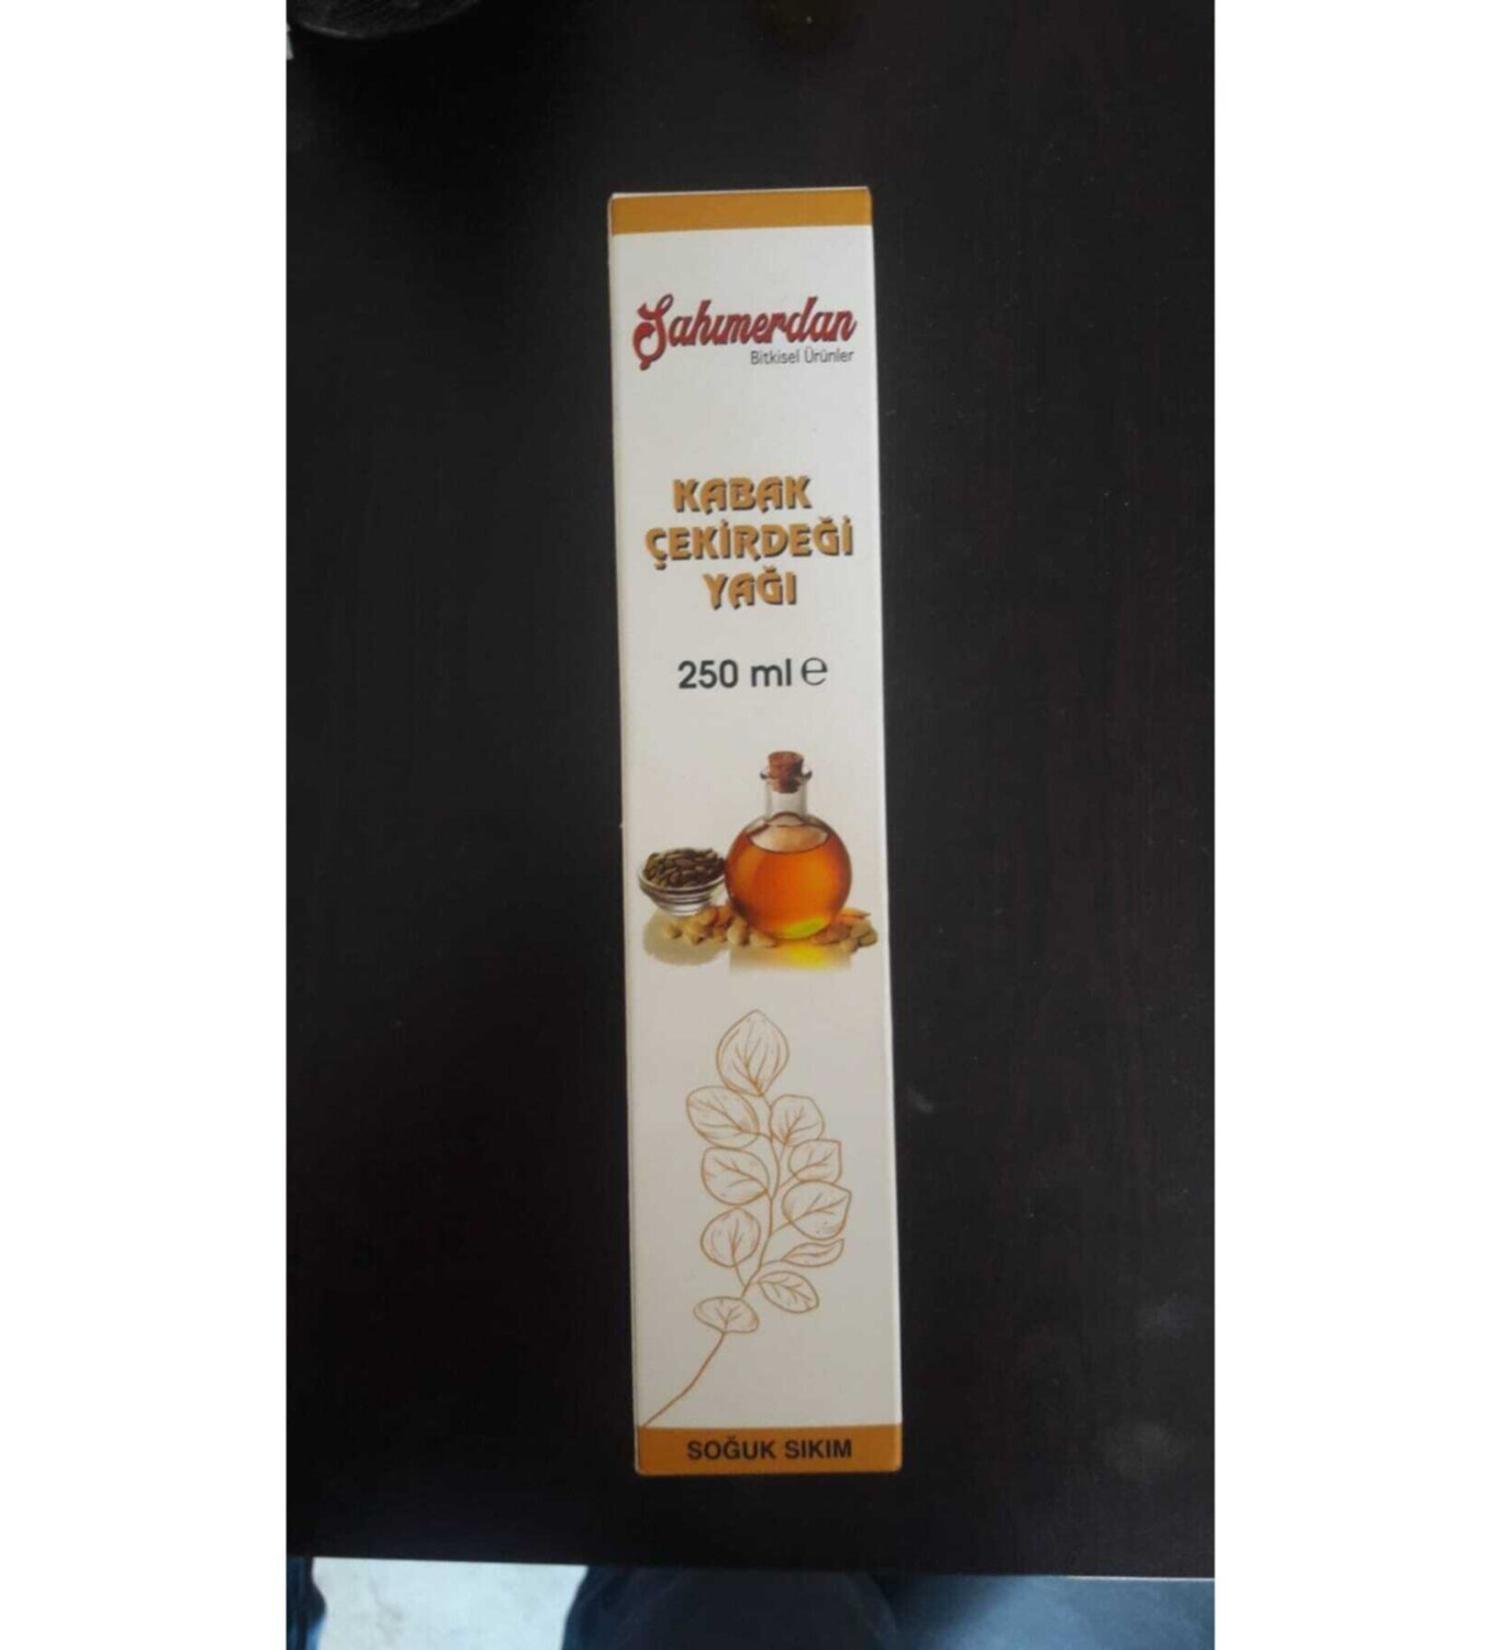 Şahımerdan
Bitkisel Ürünler
KABAK
ÇEKİRDEĞİ
YAĞI
250 ml ℮
SOĞUK SIKIM